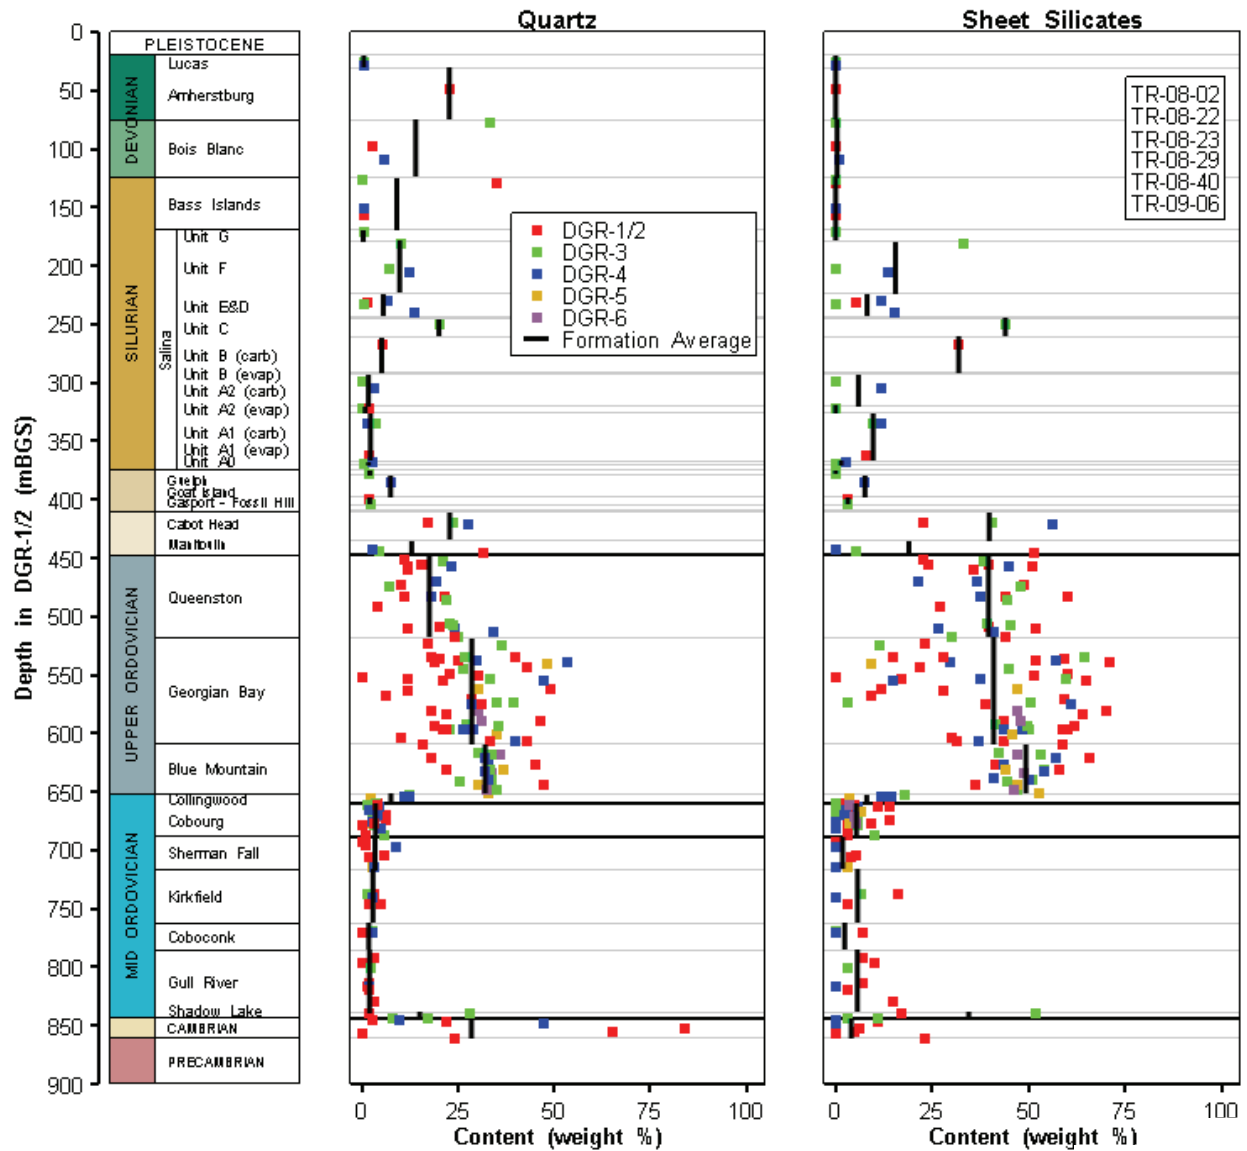 Quartz
Sheet Silicates
0
50
100
150
200
250
300
350
400
450
500
550
600
650
700
750
800
850
900
Depth in DGR-1/2 (mBGS)
PLEISTOCENE
DEVONIAN
Lucas
Amherstburg
Bois Blanc
SILURIAN
Bass Islands
Salina
Unit G
Unit F
Unit E&D
Unit C
Unit B (carb)
Unit B (evap)
Unit A2 (carb)
Unit A2 (evap)
Unit A1 (carb)
Unit A1 (evap)
Unit A0
Guelph
Goat Island
Gasport - Fossil Hill
Cabot Head
Manitoulin
UPPER ORDOVICIAN
Queenston
Georgian Bay
Blue Mountain
MID ORDOVICIAN
Collingwood
Cobourg
Sherman Fall
Kirkfield
Coboconk
Gull River
Shadow Lake
CAMBRIAN
PRECAMBRIAN
DGR-1/2
DGR-3
DGR-4
DGR-5
DGR-6
Formation Average
TR-08-02
TR-08-22
TR-08-23
TR-08-29
TR-08-40
TR-09-06
0 25 50 75 100
Content (weight %)
0 25 50 75 100
Content (weight %)